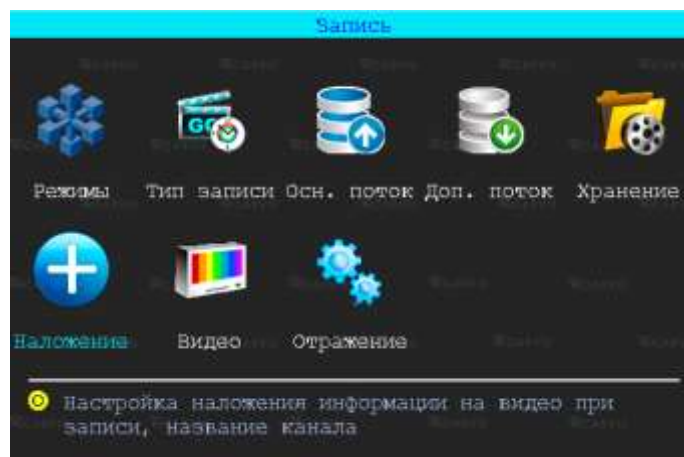 Запись
Режимы Тип записи Осн. поток Доп. поток Хранение
Наложение Видео Отражение
Настройка наложения информации на видео при
записи, название канала